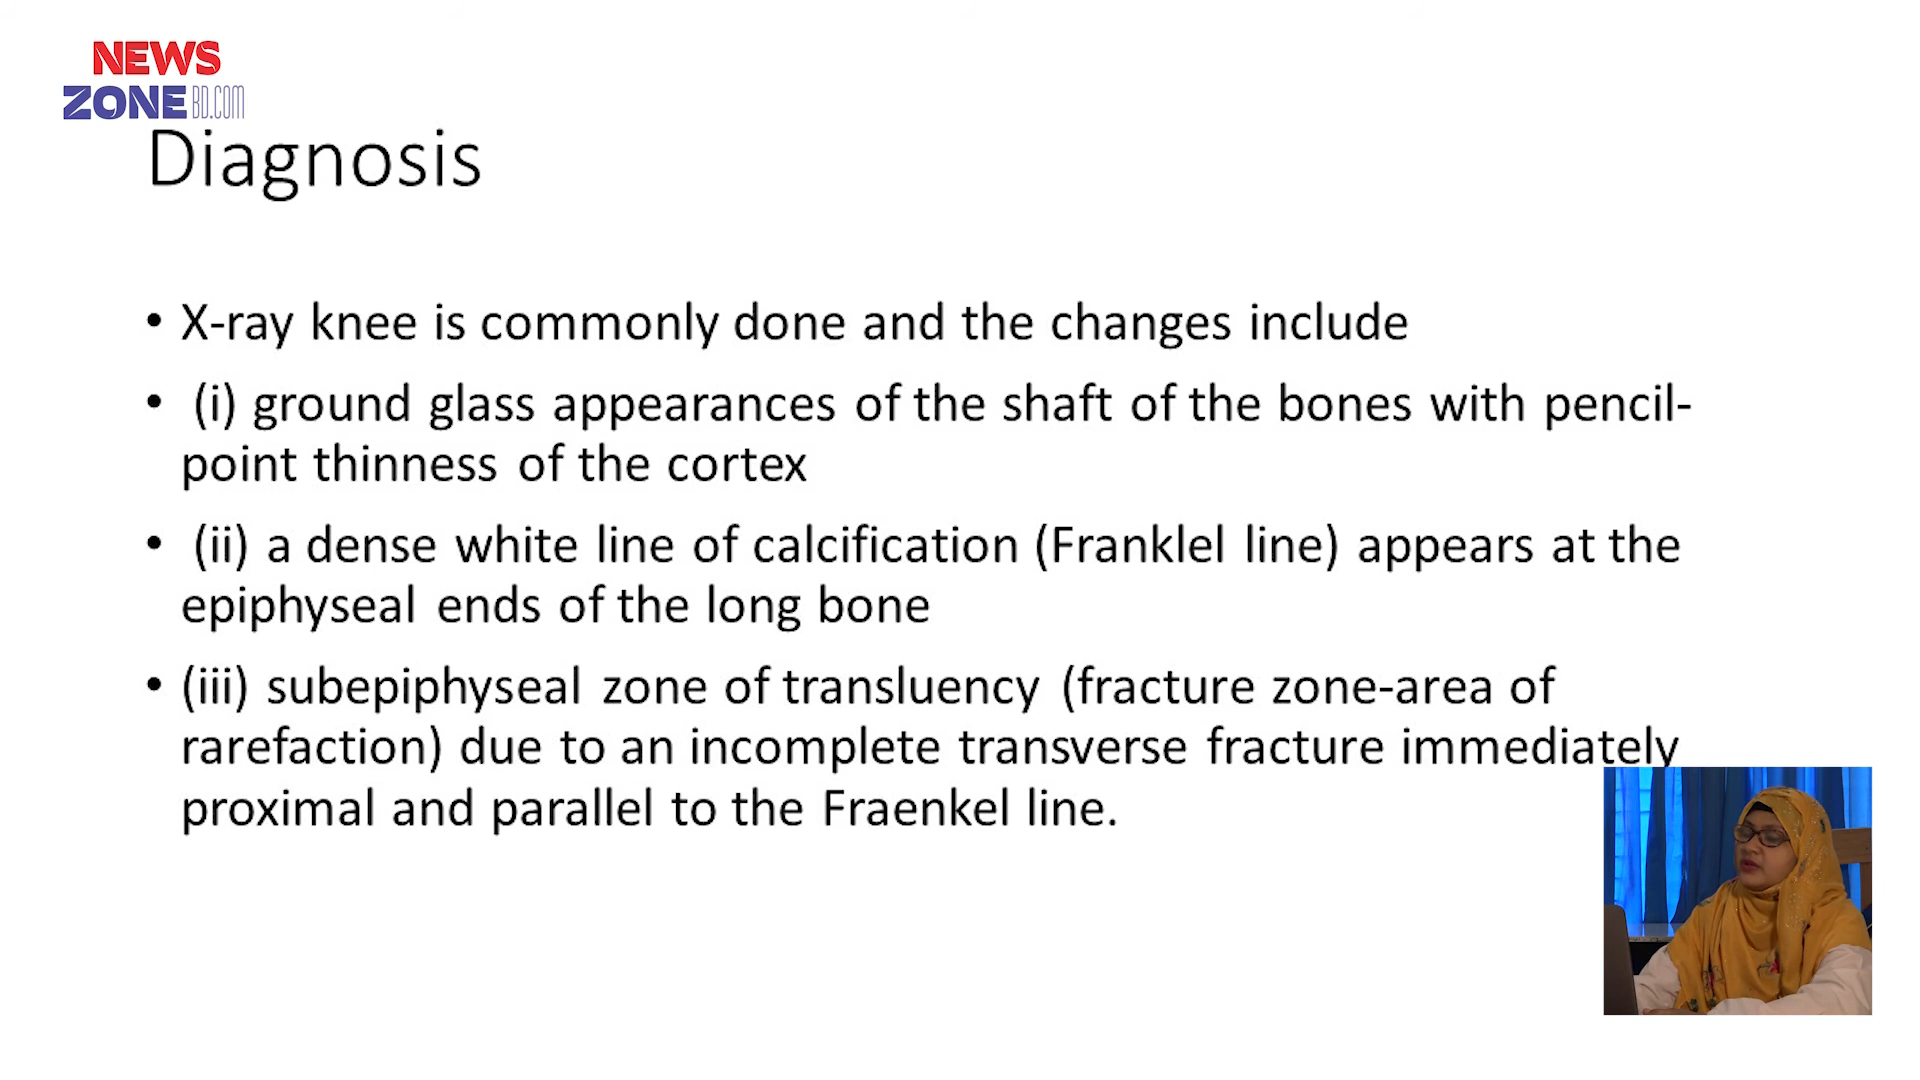 NEWS
ZONE BD.COM
Diagnosis
• X-ray knee is commonly done and the changes include
• (i) ground glass appearances of the shaft of the bones with pencil-
point thinness of the cortex
• (ii) a dense white line of calcification (Franklel line) appears at the
epiphyseal ends of the long bone
• (iii) subepiphyseal zone of transluency (fracture zone-area of
rarefaction) due to an incomplete transverse fracture immediately
proximal and parallel to the Fraenkel line.